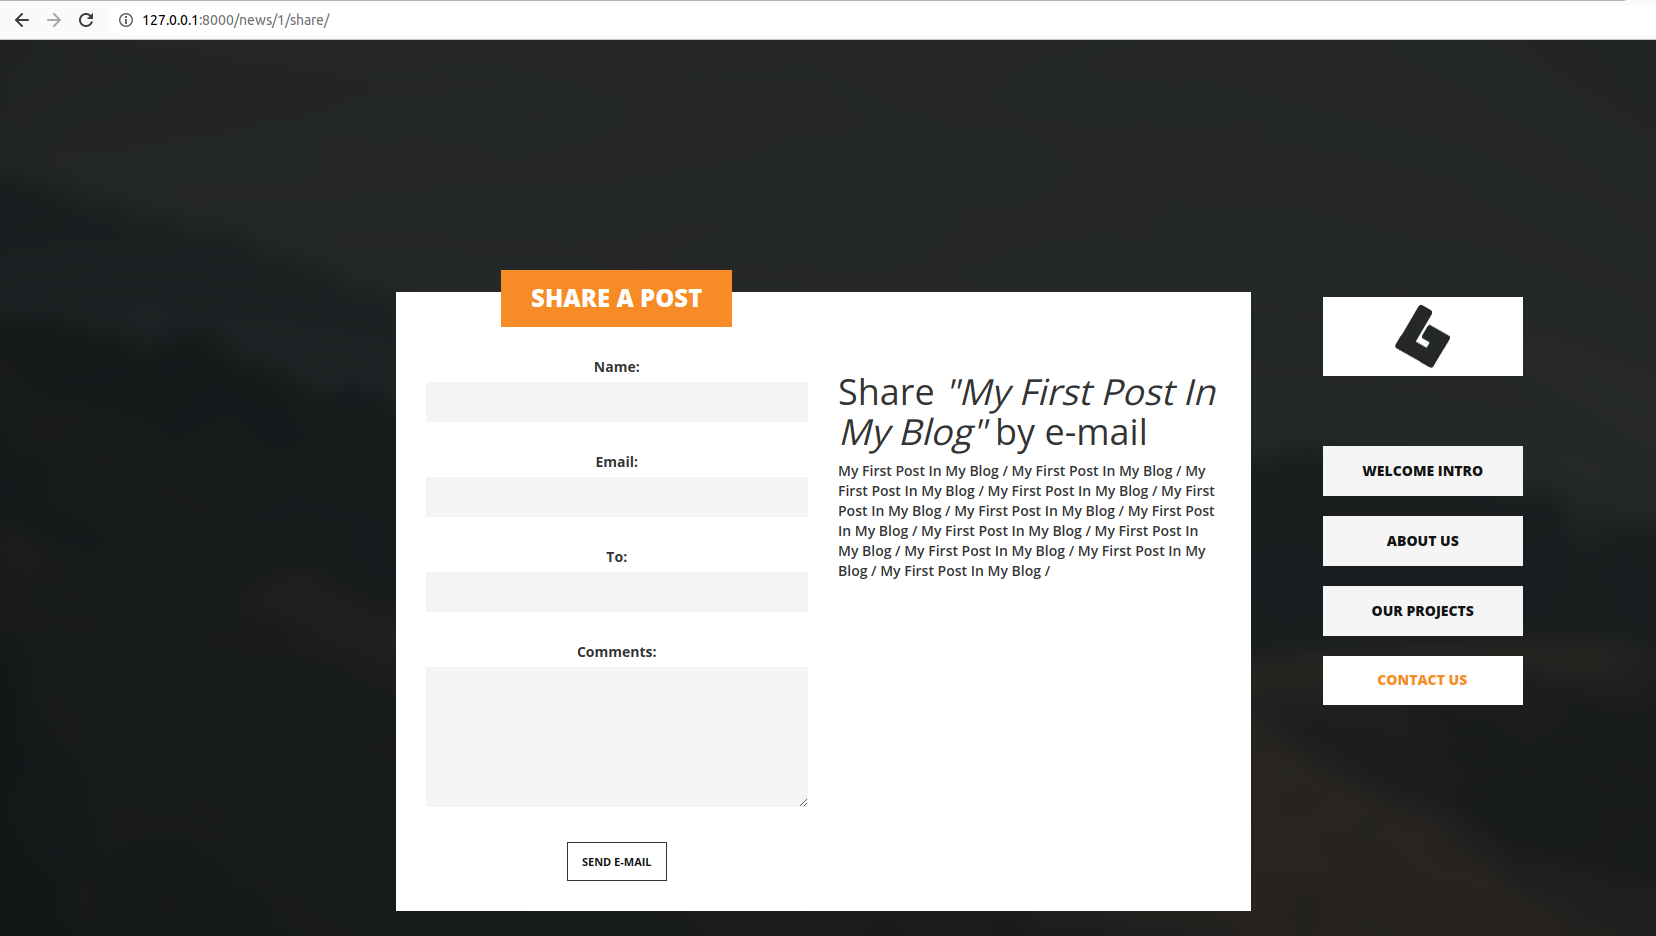 127.0.0.1:8000/news/1/share/
SHARE A POST
Name:
Email:
To:
Comments:
SEND E-MAIL
Share "My First Post In
My Blog" by e-mail
My First Post In My Blog / My First Post In My Blog / My
First Post In My Blog / My First Post In My Blog / My First
Post In My Blog / My First Post In My Blog / My First Post
In My Blog / My First Post In My Blog / My First Post In
My Blog / My First Post In My Blog / My First Post In My
Blog / My First Post In My Blog /
WELCOME INTRO
ABOUT US
OUR PROJECTS
CONTACT US